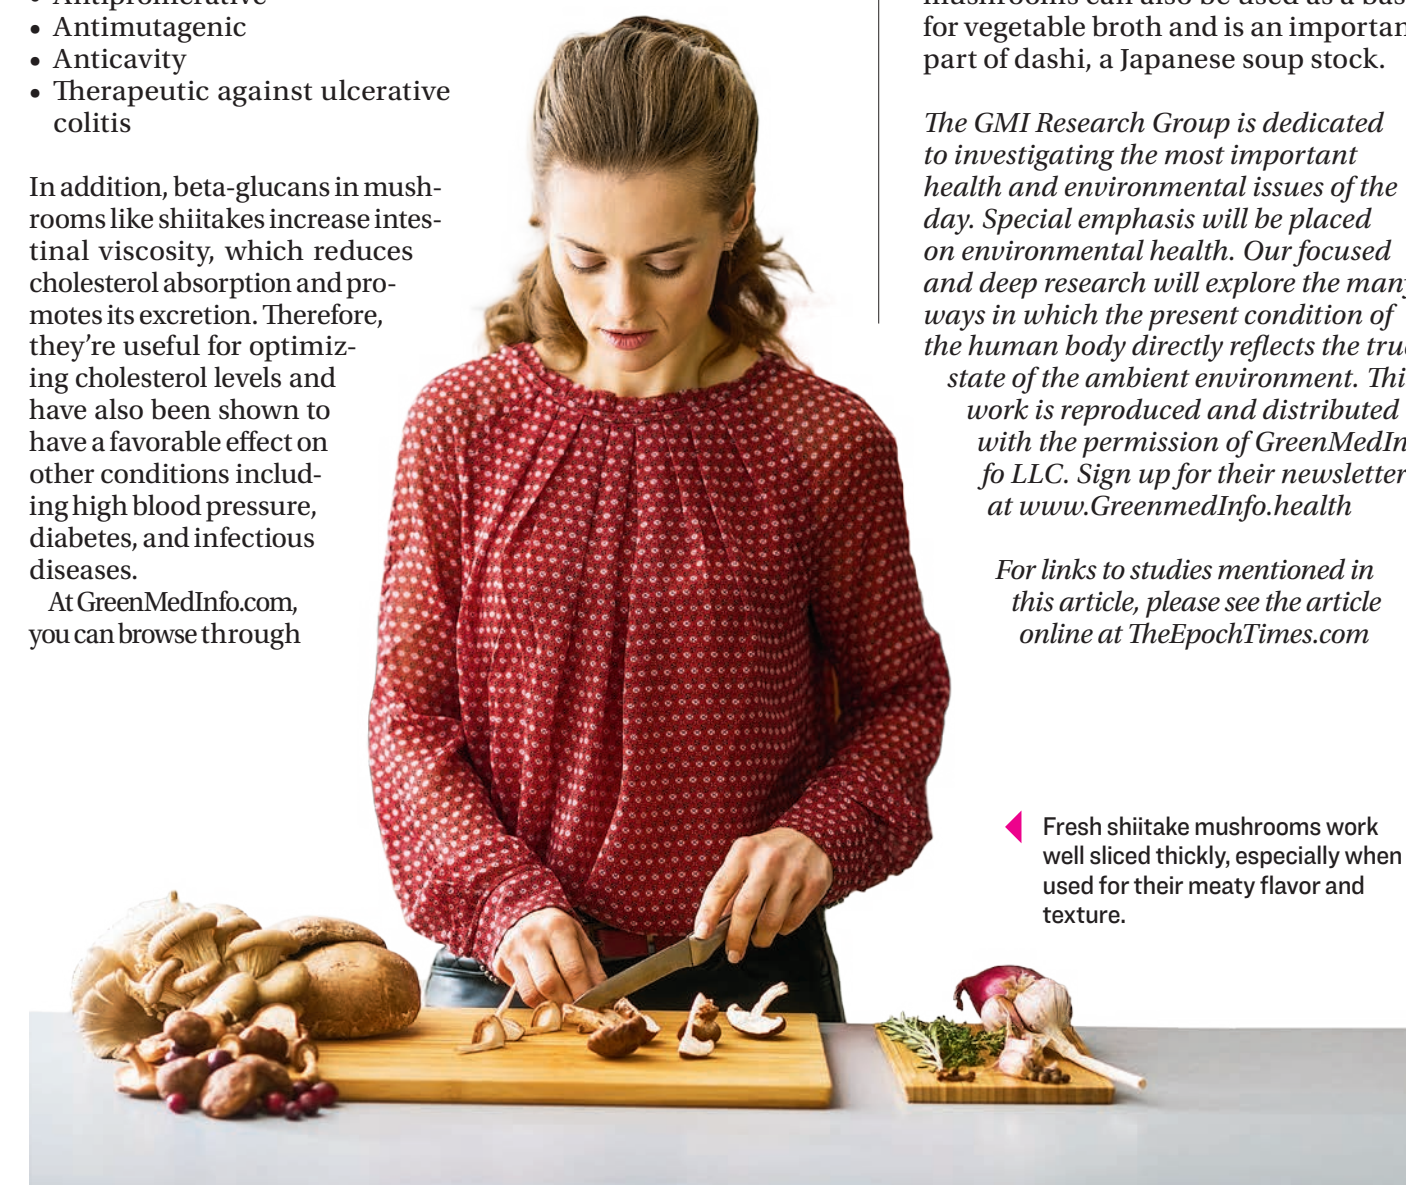 • Antiproliferative
• Antimutagenic
• Anticavity
• Therapeutic against ulcerative
colitis
In addition, beta-glucans in mush-
rooms like shiitakes increase intes-
tinal viscosity, which reduces
cholesterol absorption and pro-
motes its excretion. Therefore,
they're useful for optimiz-
ing cholesterol levels and
have also been shown to
have a favorable effect on
other conditions includ-
ing high blood pressure,
diabetes, and infectious
diseases.
At GreenMedInfo.com,
you can browse through
mushrooms can also be used as a bas
for vegetable broth and is an importan
part of dashi, a Japanese soup stock.
The GMI Research Group is dedicated
to investigating the most important
health and environmental issues of the
day. Special emphasis will be placed
on environmental health. Our focused
and deep research will explore the many
ways in which the present condition of
the human body directly reflects the tru
state of the ambient environment. Thi
work is reproduced and distributed
with the permission of GreenMedIn
fo LLC. Sign up for their newsletter
at www.GreenmedInfo.health
For links to studies mentioned in
this article, please see the article
online at TheEpochTimes.com
Fresh shiitake mushrooms work
well sliced thickly, especially when
used for their meaty flavor and
texture.